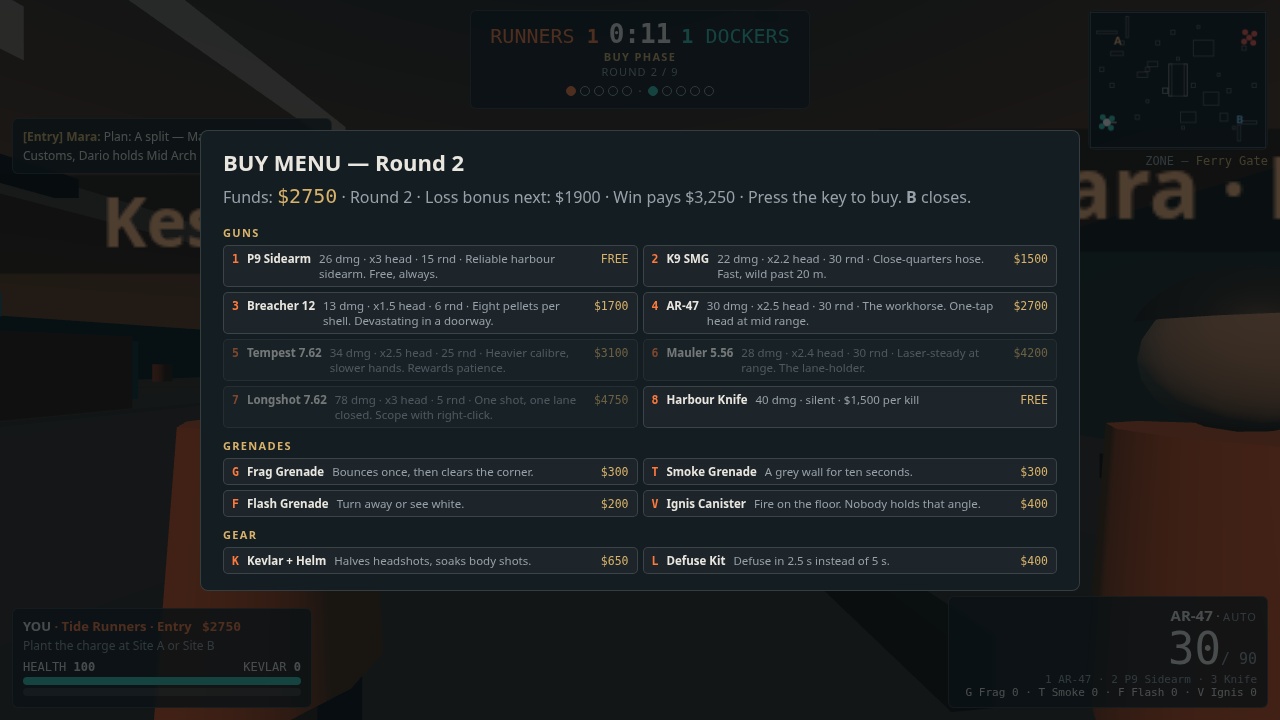 RUNNERS 1 0:11 1 DOCKERS
BUY PHASE
ROUND 2 / 9
A
B
ZONE — Ferry Gate
[Entry] Mara: Plan: A split — Ma
Customs, Dario holds Mid Arch
Kes
ara ·
BUY MENU — Round 2
Funds: $2750 · Round 2 · Loss bonus next: $1900 · Win pays $3,250 · Press the key to buy. B closes.
GUNS
1 P9 Sidearm 26 dmg · x3 head · 15 rnd · Reliable harbour FREE
sidearm. Free, always.
2 K9 SMG 22 dmg · x2.2 head · 30 rnd · Close-quarters hose. $1500
Fast, wild past 20 m.
3 Breacher 12 13 dmg · x1.5 head · 6 rnd · Eight pellets per $1700
shell. Devastating in a doorway.
4 AR-47 30 dmg · x2.5 head · 30 rnd · The workhorse. One-tap $2700
head at mid range.
5 Tempest 7.62 34 dmg · x2.5 head · 25 rnd · Heavier calibre, $3100
slower hands. Rewards patience.
6 Mauler 5.56 28 dmg · x2.4 head · 30 rnd · Laser-steady at $4200
range. The lane-holder.
7 Longshot 7.62 78 dmg · x3 head · 5 rnd · One shot, one lane $4750
closed. Scope with right-click.
8 Harbour Knife 40 dmg · silent · $1,500 per kill FREE
GRENADES
G Frag Grenade Bounces once, then clears the corner. $300
T Smoke Grenade A grey wall for ten seconds. $300
F Flash Grenade Turn away or see white. $200
V Ignis Canister Fire on the floor. Nobody holds that angle. $400
GEAR
K Kevlar + Helm Halves headshots, soaks body shots. $650
L Defuse Kit Defuse in 2.5 s instead of 5 s. $400
YOU · Tide Runners · Entry $2750
Plant the charge at Site A or Site B
HEALTH 100 KEVLAR 0
AR-47 · AUTO
30 / 90
1 AR-47 · 2 P9 Sidearm · 3 Knife
G Frag 0 · T Smoke 0 · F Flash 0 · V Ignis 0